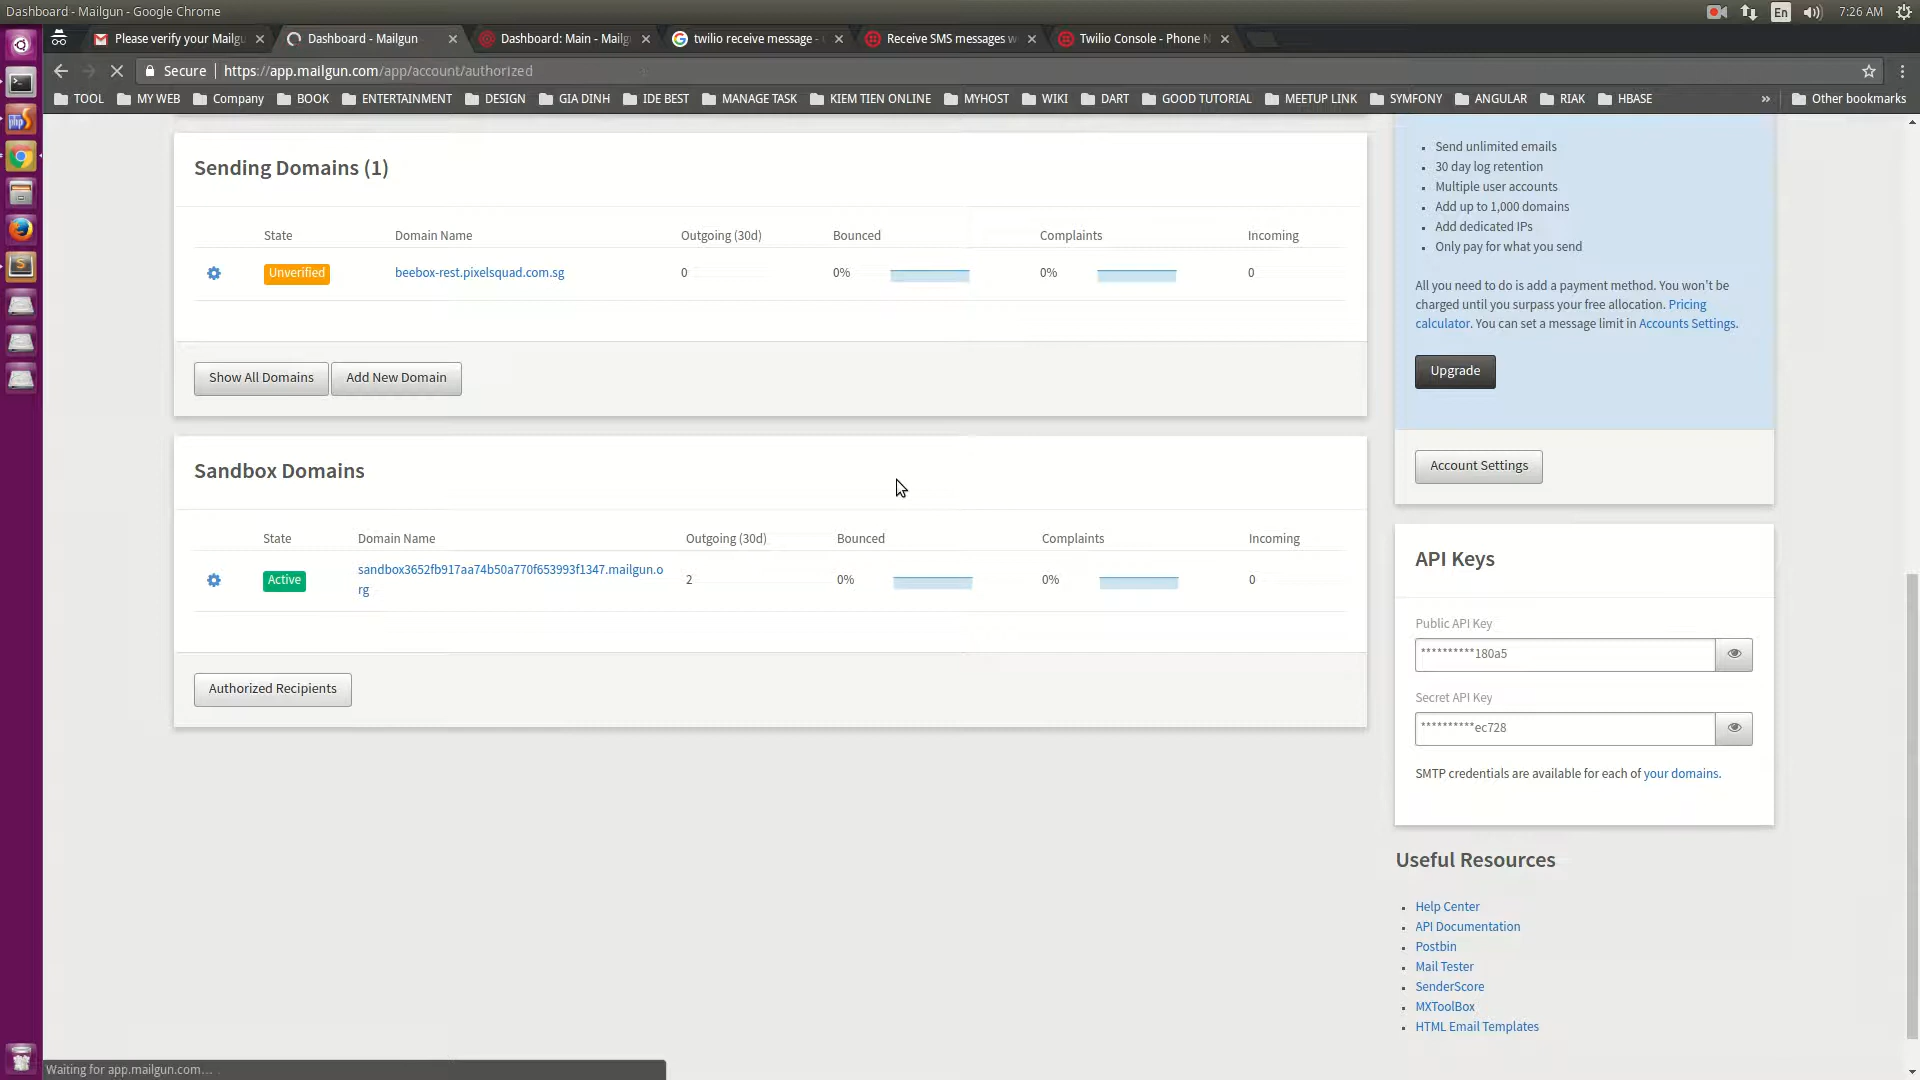 Dashboard - Mailgun - Google Chrome
En
7:26 AM
Please verify your Mailgu
Dashboard - Mailgun
Dashboard: Main - Mailg
twilio receive message -
Receive SMS messages w
Twilio Console - Phone N
Secure
https://app.mailgun.com/app/account/authorized
TOOL
MY WEB
Company
BOOK
ENTERTAINMENT
DESIGN
GIA DINH
IDE BEST
MANAGE TASK
KIEM TIEN ONLINE
MYHOST
WIKI
DART
GOOD TUTORIAL
MEETUP LINK
SYMFONY
ANGULAR
RIAK
HBASE
»
Other bookmarks
Sending Domains (1)
State Domain Name Outgoing (30d) Bounced Complaints Incoming
Unverified beebox-rest.pixelsquad.com.sg 0 0% 0% 0
Show All Domains
Add New Domain
Sandbox Domains
State Domain Name Outgoing (30d) Bounced Complaints Incoming
Active sandbox3652fb917aa74b50a770f653993f1347.mailgun.o 2 0% 0% 0
rg
Authorized Recipients
Send unlimited emails
30 day log retention
Multiple user accounts
Add up to 1,000 domains
Add dedicated IPs
Only pay for what you send
All you need to do is add a payment method. You won't be
charged until you surpass your free allocation. Pricing
calculator. You can set a message limit in Accounts Settings.
Upgrade
Account Settings
API Keys
Public API Key
**********180a5
Secret API Key
**********ec728
SMTP credentials are available for each of your domains.
Useful Resources
Help Center
API Documentation
Postbin
Mail Tester
SenderScore
MXToolBox
HTML Email Templates
Waiting for app.mailgun.com...